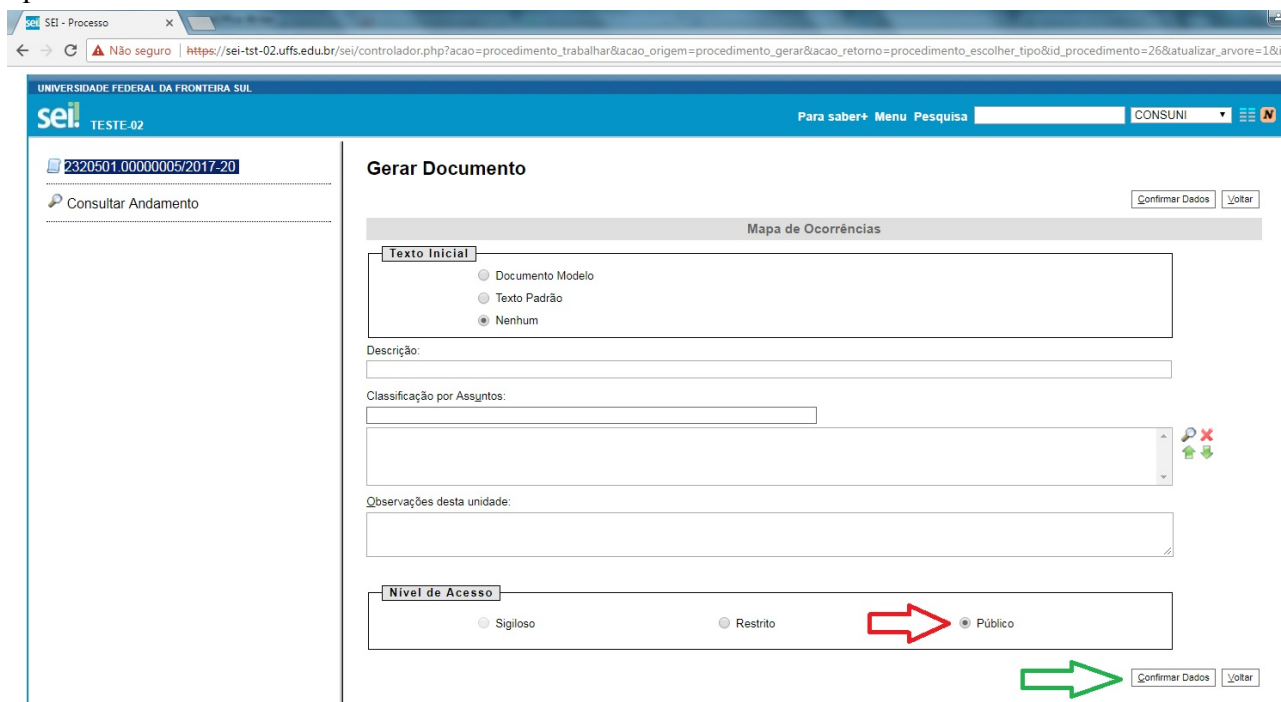 SEI - Processo
Não seguro | https://sei-tst-02.uffs.edu.br/sei/controlador.php?acao=procedimento_trabalhar&acao_origem=procedimento_gerar&acao_retorno=procedimento_escolher_tipo&id_procedimento=26&atualizar_arvore=1&i
UNIVERSIDADE FEDERAL DA FRONTEIRA SUL
sei! TESTE-02
Para saber+ Menu Pesquisa CONSUNI N
2320501.00000005/2017-20
Consultar Andamento
Gerar Documento
Confirmar Dados Voltar
Mapa de Ocorrências
Texto Inicial
Documento Modelo
Texto Padrão
Nenhum
Descrição:
Classificação por Assuntos:
Observações desta unidade:
Nível de Acesso
Sigiloso Restrito Público
Confirmar Dados Voltar